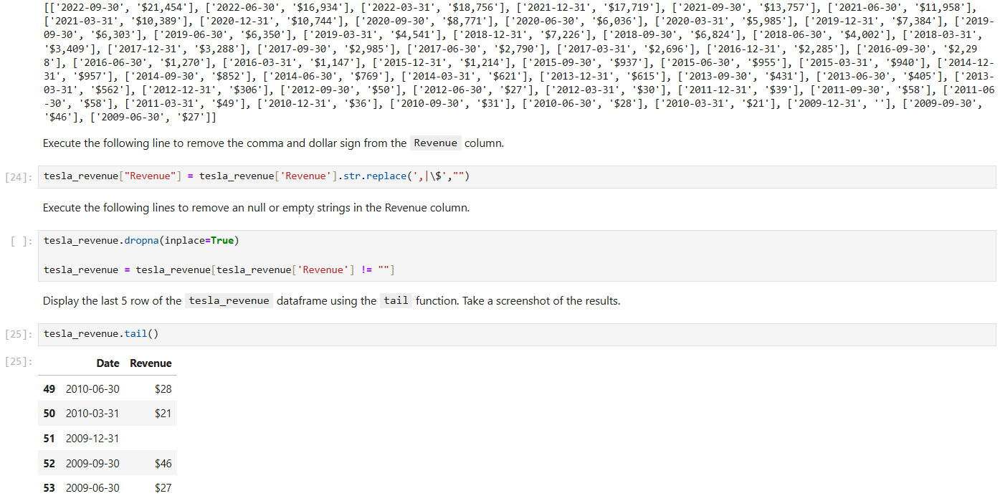 [['2022-09-30', '$21,454'], ['2022-06-30', '$16,934'], ['2022-03-31', '$18,756'], ['2021-12-31', '$17,719'], ['2021-09-30', '$13,757'], ['2021-06-30', '$11,958'],
['2021-03-31', '$10,389'], ['2020-12-31', '$10,744'], ['2020-09-30', '$8,771'], ['2020-06-30', '$6,036'], ['2020-03-31', '$5,985'], ['2019-12-31', '$7,384'], ['2019-
09-30', '$6,303'], ['2019-06-30', '$6,350'], ['2019-03-31', '$4,541'], ['2018-12-31', '$7,226'], ['2018-09-30', '$6,824'], ['2018-06-30', '$4,002'], ['2018-03-31',
'$3,409'], ['2017-12-31', '$3,288'], ['2017-09-30', '$2,985'], ['2017-06-30', '$2,790'], ['2017-03-31', '$2,696'], ['2016-12-31', '$2,285'], ['2016-09-30', '$2,29
8'], ['2016-06-30', '$1,270'], ['2016-03-31', '$1,147'], ['2015-12-31', '$1,214'], ['2015-09-30', '$937'], ['2015-06-30', '$955'], ['2015-03-31', '$940'], ['2014-12-
31', '$957'], ['2014-09-30', '$852'], ['2014-06-30', '$769'], ['2014-03-31', '$621'], ['2013-12-31', '$615'], ['2013-09-30', '$431'], ['2013-06-30', '$405'], ['2013-
03-31', '$562'], ['2012-12-31', '$306'], ['2012-09-30', '$50'], ['2012-06-30', '$27'], ['2012-03-31', '$30'], ['2011-12-31', '$39'], ['2011-09-30', '$58'], ['2011-06
-30', '$58'], ['2011-03-31', '$49'], ['2010-12-31', '$36'], ['2010-09-30', '$31'], ['2010-06-30', '$28'], ['2010-03-31', '$21'], ['2009-12-31', ''], ['2009-09-30',
'$46'], ['2009-06-30', '$27']]
Execute the following line to remove the comma and dollar sign from the Revenue column.
[24]: tesla_revenue["Revenue"] = tesla_revenue['Revenue'].str.replace(',|\$',"")
Execute the following lines to remove an null or empty strings in the Revenue column.
[ ]: tesla_revenue.dropna(inplace=True)
tesla_revenue = tesla_revenue[tesla_revenue['Revenue'] != ""]
Display the last 5 row of the tesla_revenue dataframe using the tail function. Take a screenshot of the results.
[25]: tesla_revenue.tail()
[25]: Date Revenue
49 2010-06-30 $28
50 2010-03-31 $21
51 2009-12-31
52 2009-09-30 $46
53 2009-06-30 $27